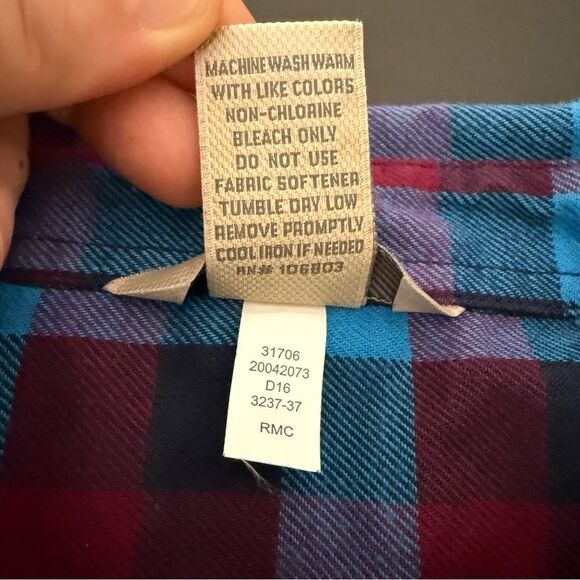 MACHINE WASH WARM
WITH LIKE COLORS
NON-CHLORINE
BLEACH ONLY
DO NOT USE
FABRIC SOFTENER
TUMBLE DRY LOW
REMOVE PROMPTLY
COOL IRON IF NEEDED
RN# 106803
31706
20042073
D16
3237-37
RMC